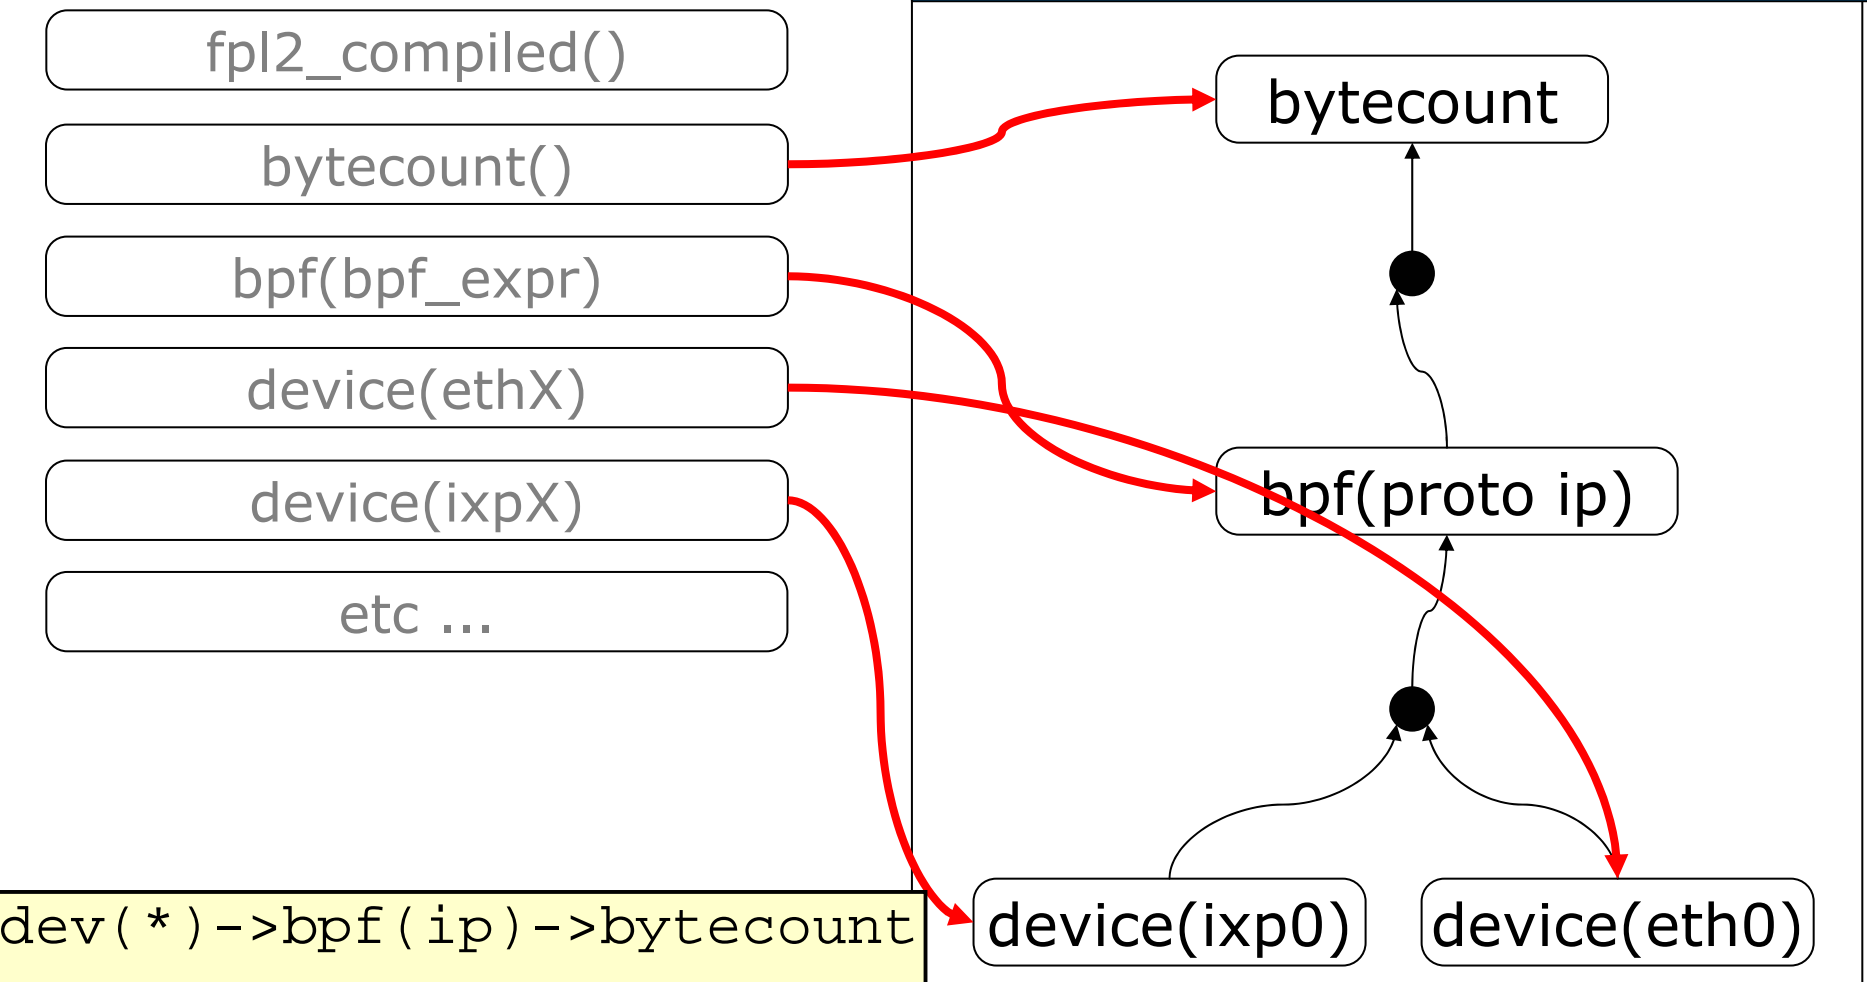 fpl2_compiled()
bytecount()
bpf(bpf_expr)
device(ethX)
device(ixpX)
etc ...
bytecount
bpf(proto ip)
device(ixp0)
device(eth0)
dev(*)->bpf(ip)->bytecount